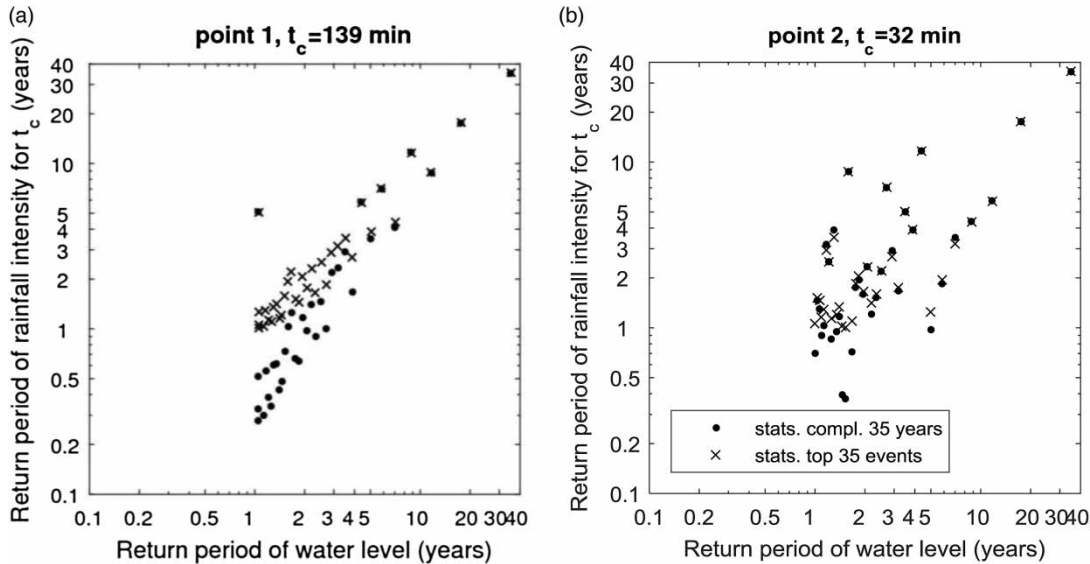 (a)
point 1, t_c=139 min
Return period of rainfall intensity for t_c (years)
40
30
20
10
5
4
3
2
1
0.5
0.2
0.1
0.1 0.2 0.5 1 2 3 4 5 10 20 30 40
Return period of water level (years)
(b)
point 2, t_c=32 min
Return period of rainfall intensity for t_c (years)
40
30
20
10
5
4
3
2
1
0.5
0.2
0.1
stats. compl. 35 years
stats. top 35 events
0.1 0.2 0.5 1 2 3 4 5 10 20 30 40
Return period of water level (years)